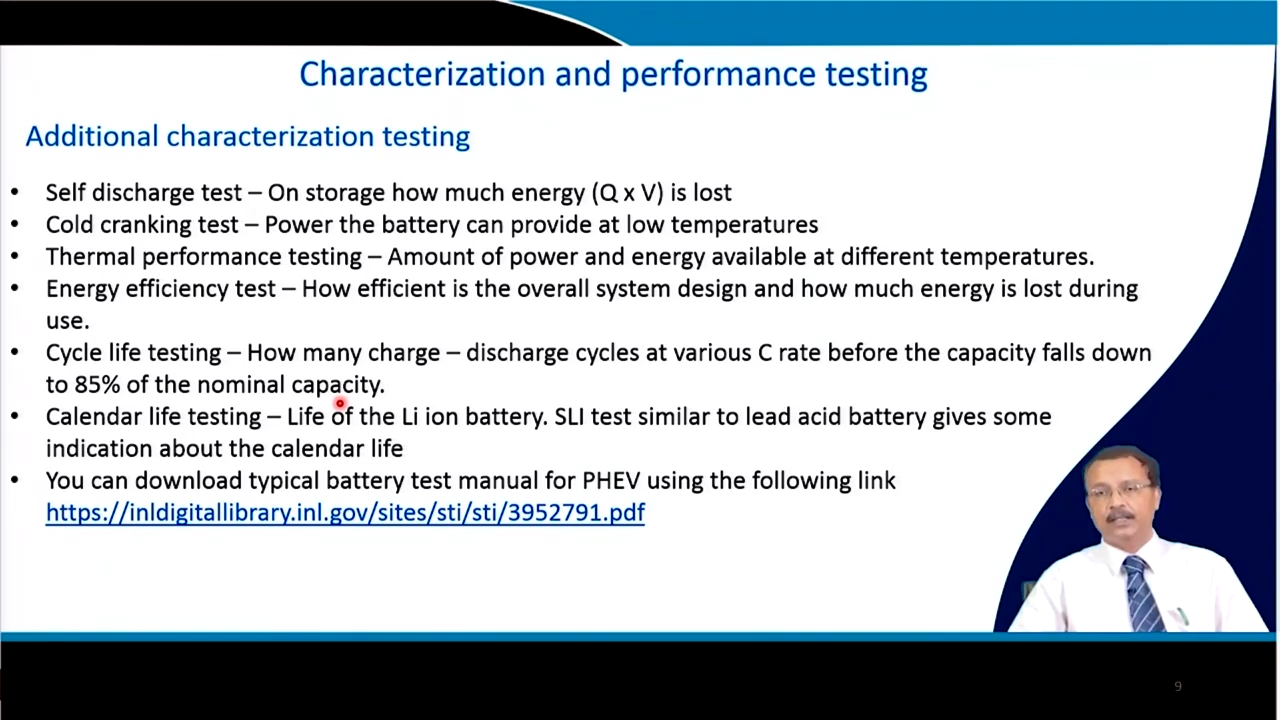 Characterization and performance testing
Additional characterization testing
• Self discharge test – On storage how much energy (Q x V) is lost
• Cold cranking test – Power the battery can provide at low temperatures
• Thermal performance testing – Amount of power and energy available at different temperatures.
• Energy efficiency test – How efficient is the overall system design and how much energy is lost during
use.
• Cycle life testing – How many charge – discharge cycles at various C rate before the capacity falls down
to 85% of the nominal capacity.
• Calendar life testing – Life of the Li ion battery. SLI test similar to lead acid battery gives some
indication about the calendar life
• You can download typical battery test manual for PHEV using the following link
https://inldigitallibrary.inl.gov/sites/sti/sti/3952791.pdf
9